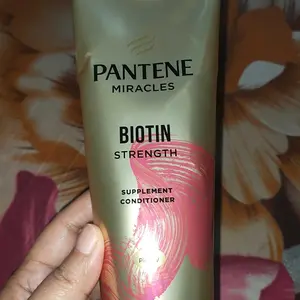 PANTENE
MIRACLES
BIOTIN
STRENGTH
SUPPLEMENT
CONDITIONER